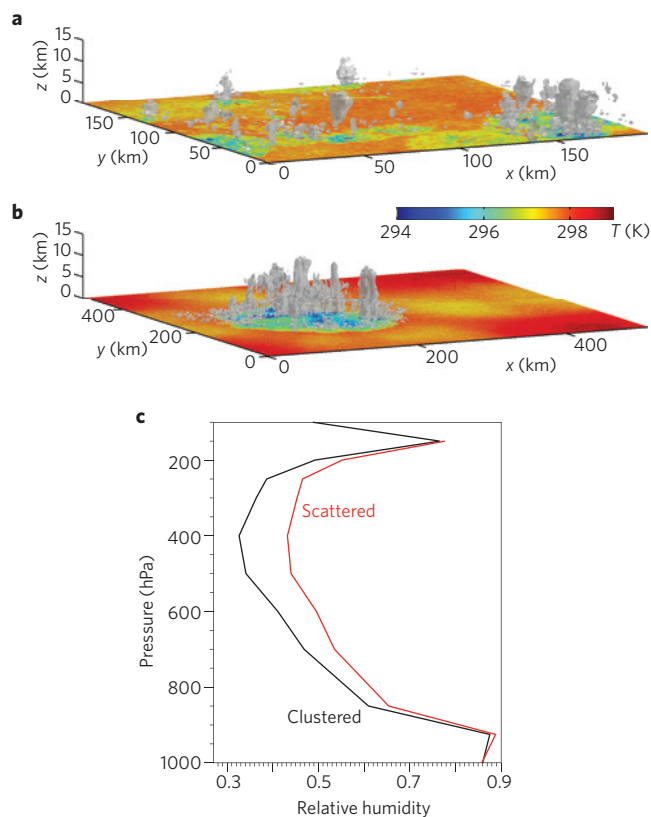 a
15
10
5
0
z (km)
150
100
50
0
y (km)
0
50
100
150
x (km)
b
294
296
298
T (K)
15
10
5
0
z (km)
400
200
0
y (km)
0
200
400
x (km)
c
200
400
600
800
1000
Pressure (hPa)
Scattered
Clustered
0.3
0.5
0.7
0.9
Relative humidity